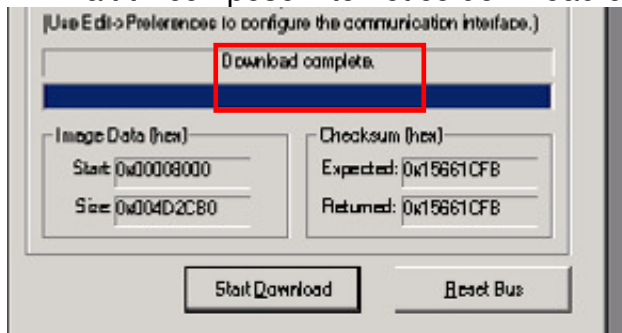 (Use Edit->Preferences to configure the communication interface.)
Download complete.
Image Data (hex)
Checksum (hex)
Start: 0x00008000
Expected: 0x15661CFB
Size: 0x004D2CB0
Returned: 0x15661CFB
Start Download
Reset Bus